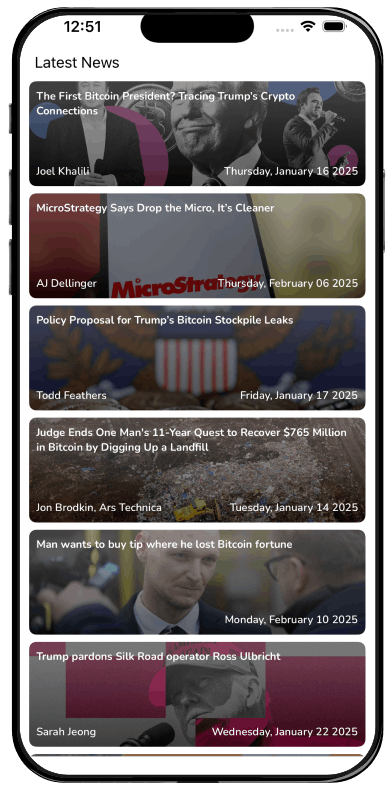 12:51
Latest News
The First Bitcoin President? Tracing Trump's Crypto
Connections
Joel Khalili
Thursday, January 16 2025
MicroStrategy Says Drop the Micro, It's Cleaner
MicroStrategy
AJ Dellinger
Thursday, February 06 2025
Policy Proposal for Trump's Bitcoin Stockpile Leaks
Todd Feathers
Friday, January 17 2025
Judge Ends One Man's 11-Year Quest to Recover $765 Million
in Bitcoin by Digging Up a Landfill
Jon Brodkin, Ars Technica
Tuesday, January 14 2025
Man wants to buy tip where he lost Bitcoin fortune
Monday, February 10 2025
Trump pardons Silk Road operator Ross Ulbricht
Sarah Jeong
Wednesday, January 22 2025